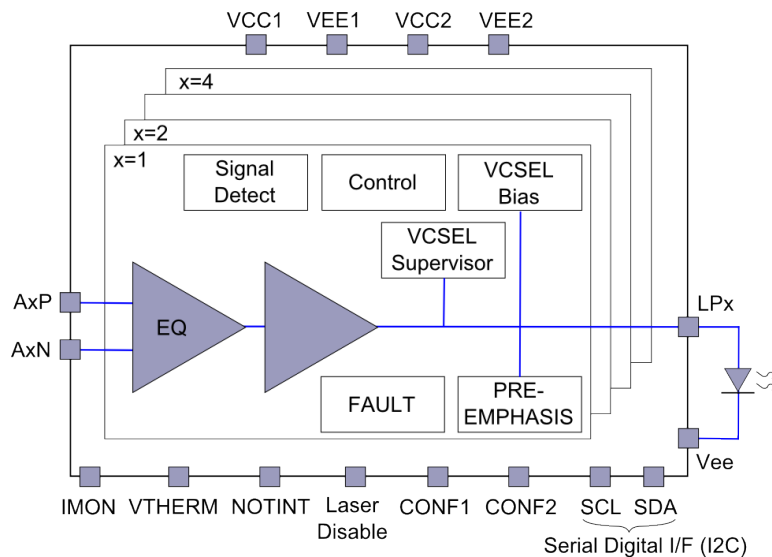 VCC1 VEE1 VCC2 VEE2
x=4
x=2
x=1
Signal
Detect
Control
VCSEL
Bias
VCSEL
Supervisor
AxP
EQ
AxN
LPx
FAULT
PRE-
EMPHASIS
Vee
IMON VTHERM NOTINT Laser
Disable CONF1 CONF2 SCL SDA
Serial Digital I/F (I2C)